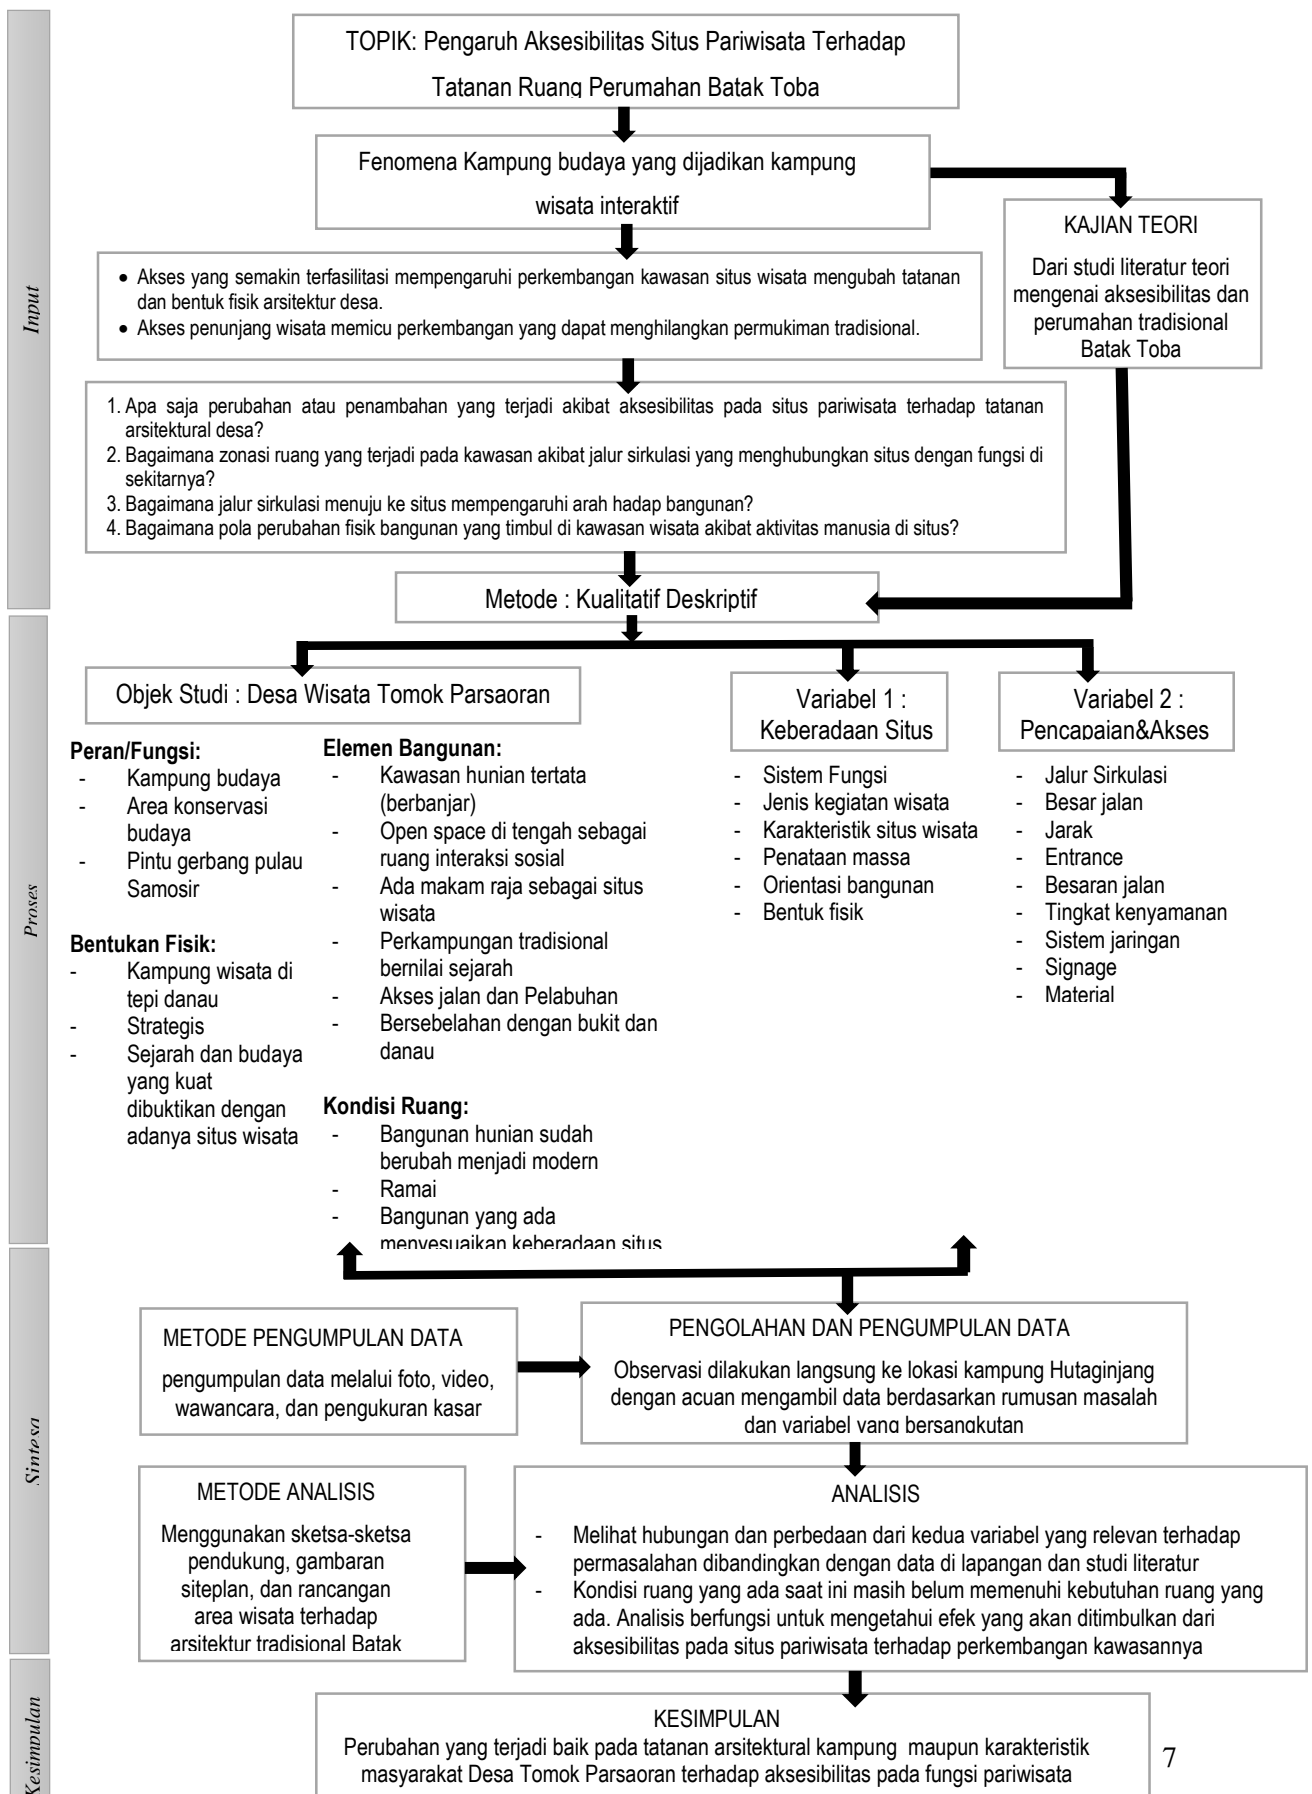 TOPIK: Pengaruh Aksesibilitas Situs Pariwisata Terhadap
Tatanan Ruang Perumahan Batak Toba
Fenomena Kampung budaya yang dijadikan kampung
wisata interaktif
KAJIAN TEORI
Dari studi literatur teori
mengenai aksesibilitas dan
perumahan tradisional
Batak Toba
• Akses yang semakin terfasilitasi mempengaruhi perkembangan kawasan situs wisata mengubah tatanan
dan bentuk fisik arsitektur desa.
• Akses penunjang wisata memicu perkembangan yang dapat menghilangkan permukiman tradisional.
Input
1. Apa saja perubahan atau penambahan yang terjadi akibat aksesibilitas pada situs pariwisata terhadap tatanan
arsitektural desa?
2. Bagaimana zonasi ruang yang terjadi pada kawasan akibat jalur sirkulasi yang menghubungkan situs dengan fungsi di
sekitarnya?
3. Bagaimana jalur sirkulasi menuju ke situs mempengaruhi arah hadap bangunan?
4. Bagaimana pola perubahan fisik bangunan yang timbul di kawasan wisata akibat aktivitas manusia di situs?
Metode : Kualitatif Deskriptif
Proses
Objek Studi : Desa Wisata Tomok Parsaoran
Peran/Fungsi:
- Kampung budaya
- Area konservasi
budaya
- Pintu gerbang pulau
Samosir
Bentukan Fisik:
- Kampung wisata di
tepi danau
- Strategis
- Sejarah dan budaya
yang kuat
dibuktikan dengan
adanya situs wisata
Elemen Bangunan:
- Kawasan hunian tertata
(berbanjar)
- Open space di tengah sebagai
ruang interaksi sosial
- Ada makam raja sebagai situs
wisata
- Perkampungan tradisional
bernilai sejarah
- Akses jalan dan Pelabuhan
- Bersebelahan dengan bukit dan
danau
Kondisi Ruang:
- Bangunan hunian sudah
berubah menjadi modern
- Ramai
- Bangunan yang ada
menyesuaikan keberadaan situs
Variabel 1 :
Keberadaan Situs
- Sistem Fungsi
- Jenis kegiatan wisata
- Karakteristik situs wisata
- Penataan massa
- Orientasi bangunan
- Bentuk fisik
Variabel 2 :
Pencapaian&Akses
- Jalur Sirkulasi
- Besar jalan
- Jarak
- Entrance
- Besaran jalan
- Tingkat kenyamanan
- Sistem jaringan
- Signage
- Material
Sintesa
METODE PENGUMPULAN DATA
pengumpulan data melalui foto, video,
wawancara, dan pengukuran kasar
PENGOLAHAN DAN PENGUMPULAN DATA
Observasi dilakukan langsung ke lokasi kampung Hutaginjang
dengan acuan mengambil data berdasarkan rumusan masalah
dan variabel yang bersangkutan
METODE ANALISIS
Menggunakan sketsa-sketsa
pendukung, gambaran
siteplan, dan rancangan
area wisata terhadap
arsitektur tradisional Batak
ANALISIS
- Melihat hubungan dan perbedaan dari kedua variabel yang relevan terhadap
permasalahan dibandingkan dengan data di lapangan dan studi literatur
- Kondisi ruang yang ada saat ini masih belum memenuhi kebutuhan ruang yang
ada. Analisis berfungsi untuk mengetahui efek yang akan ditimbulkan dari
aksesibilitas pada situs pariwisata terhadap perkembangan kawasannya
Kesimpulan
KESIMPULAN
Perubahan yang terjadi baik pada tatanan arsitektural kampung maupun karakteristik
masyarakat Desa Tomok Parsaoran terhadap aksesibilitas pada fungsi pariwisata
7